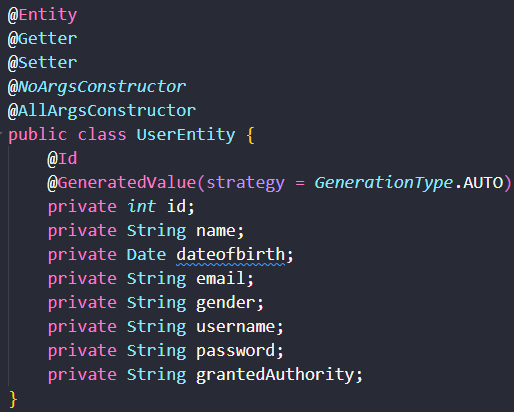 @Entity
@Getter
@Setter
@NoArgsConstructor
@AllArgsConstructor
public class UserEntity {
    @Id
    @GeneratedValue(strategy = GenerationType.AUTO)
    private int id;
    private String name;
    private Date dateofbirth;
    private String email;
    private String gender;
    private String username;
    private String password;
    private String grantedAuthority;
}